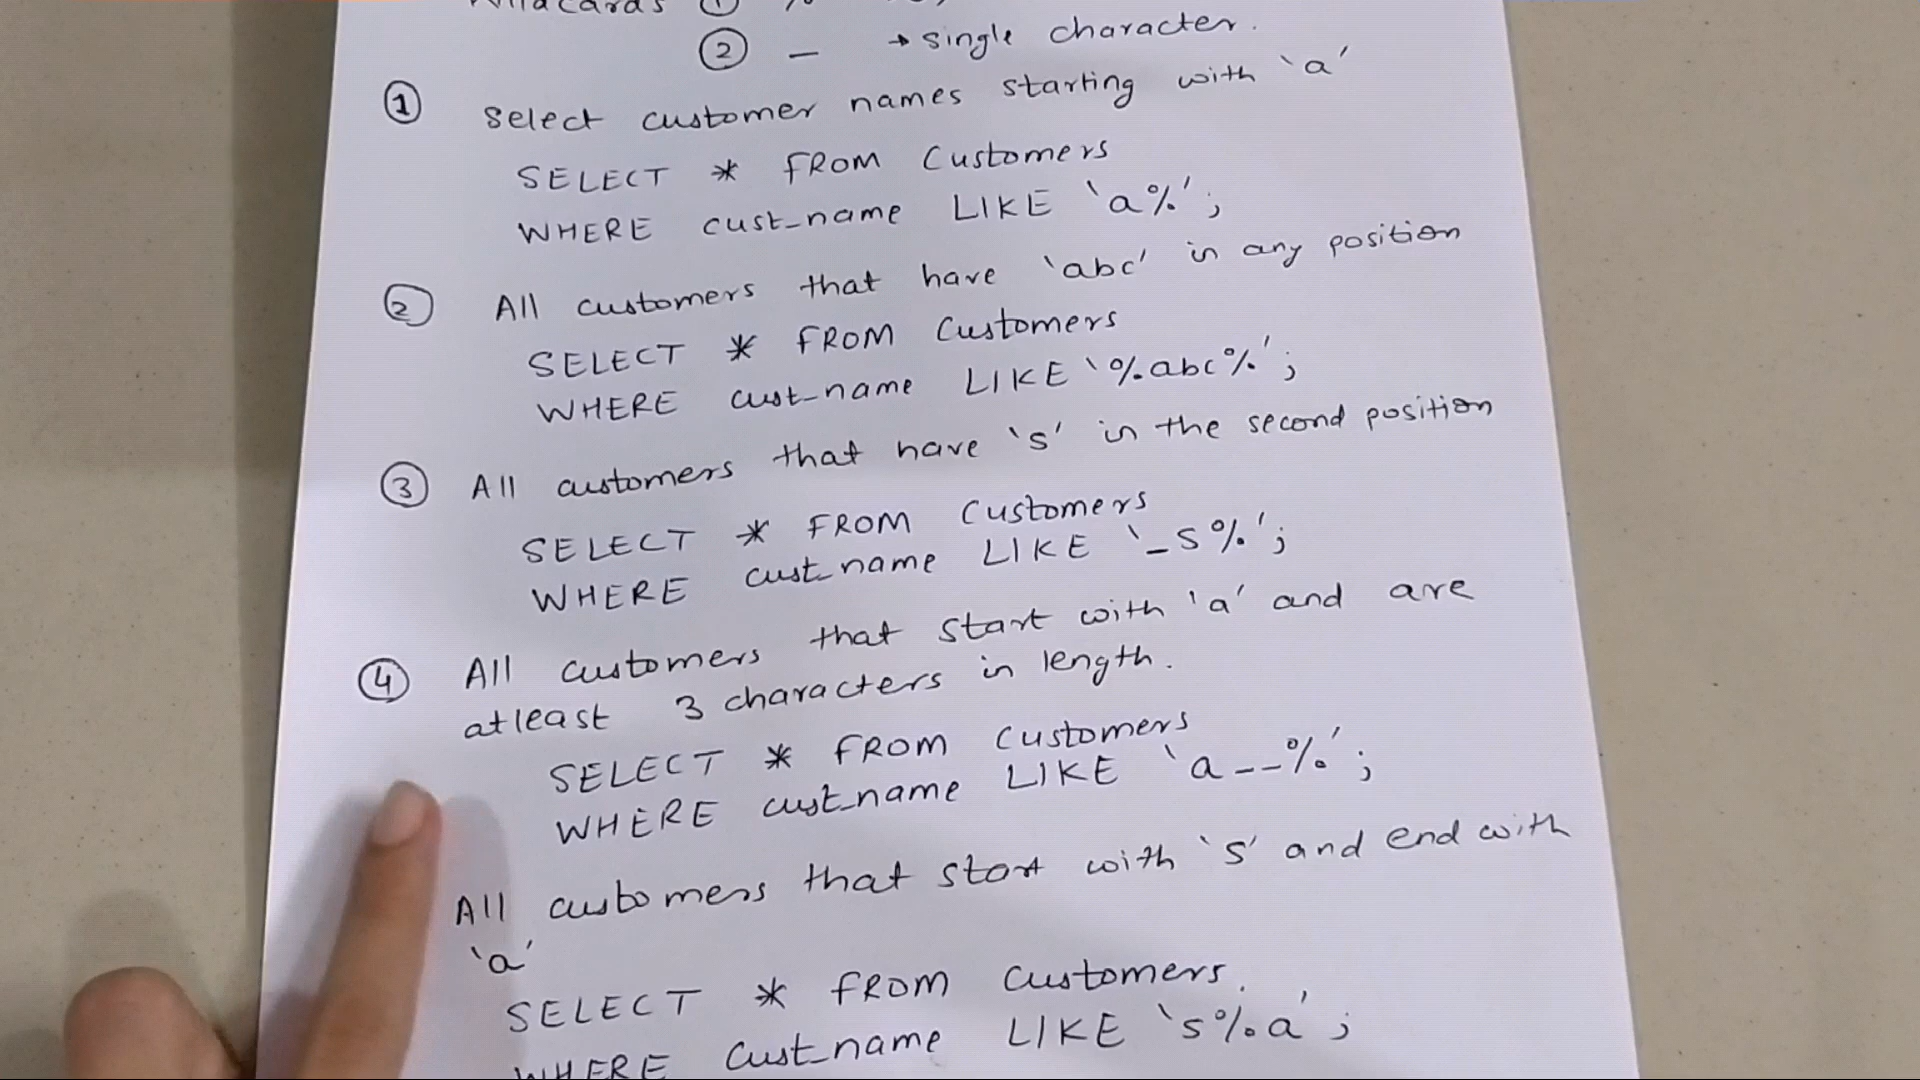 Wildcards ① %
② _ → single character.
① Select customer names starting with 'a'
SELECT * FROM Customers
WHERE cust_name LIKE 'a%';
② All customers that have 'abc' in any position
SELECT * FROM Customers
WHERE cust_name LIKE '%abc%';
③ All customers that have 's' in the second position
SELECT * FROM Customers
WHERE cust_name LIKE '_s%';
④ All customers that start with 'a' and are
atleast 3 characters in length.
SELECT * FROM Customers
WHERE cust_name LIKE 'a__%';
All customers that start with 's' and end with
'a'
SELECT * FROM Customers.
WHERE cust_name LIKE 's%a';